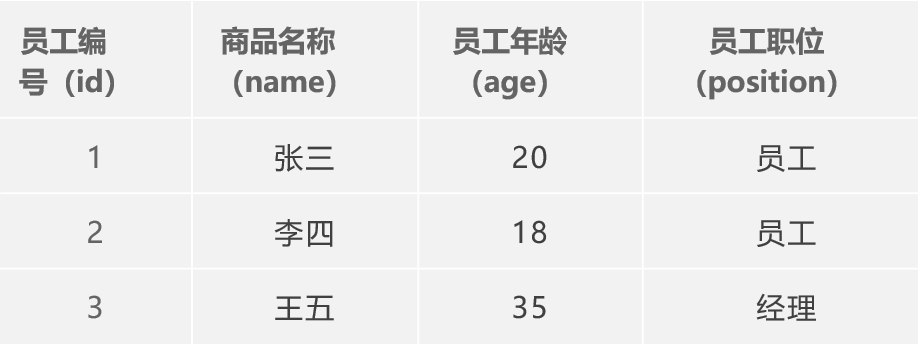 员工编 商品名称 员工年龄 员工职位
号（id） （name） （age） （position）
1 张三 20 员工
2 李四 18 员工
3 王五 35 经理